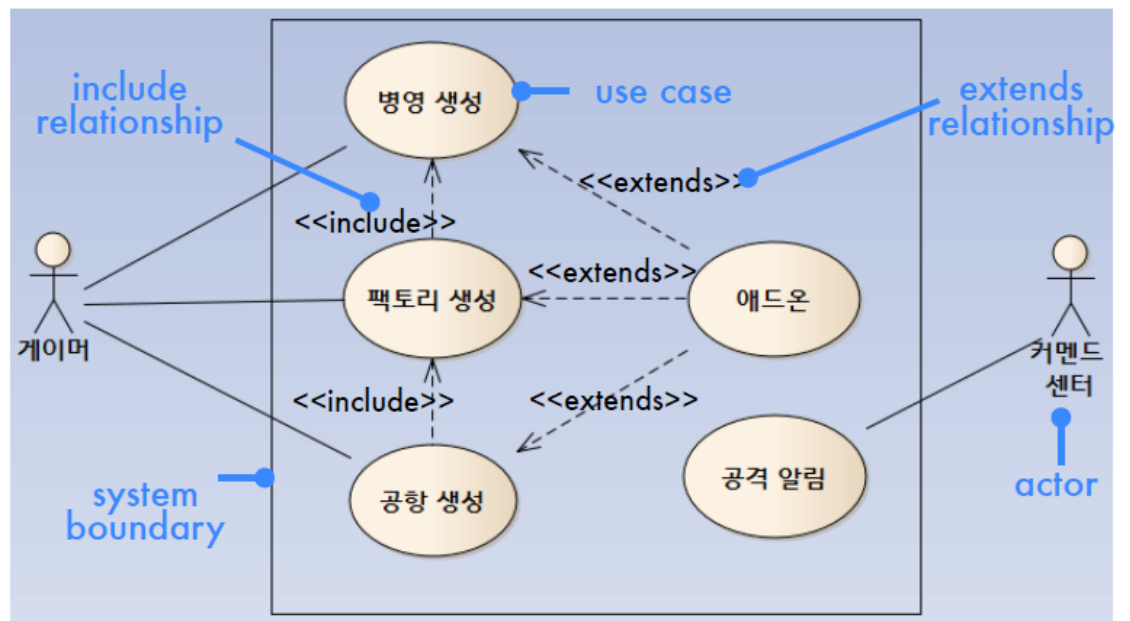 include
relationship
병영 생성
use case
extends
relationship
<<extends>>
<<include>>
게이머
팩토리 생성
<<extends>>
애드온
커멘드
센터
<<include>>
<<extends>>
system
boundary
공항 생성
공격 알림
actor